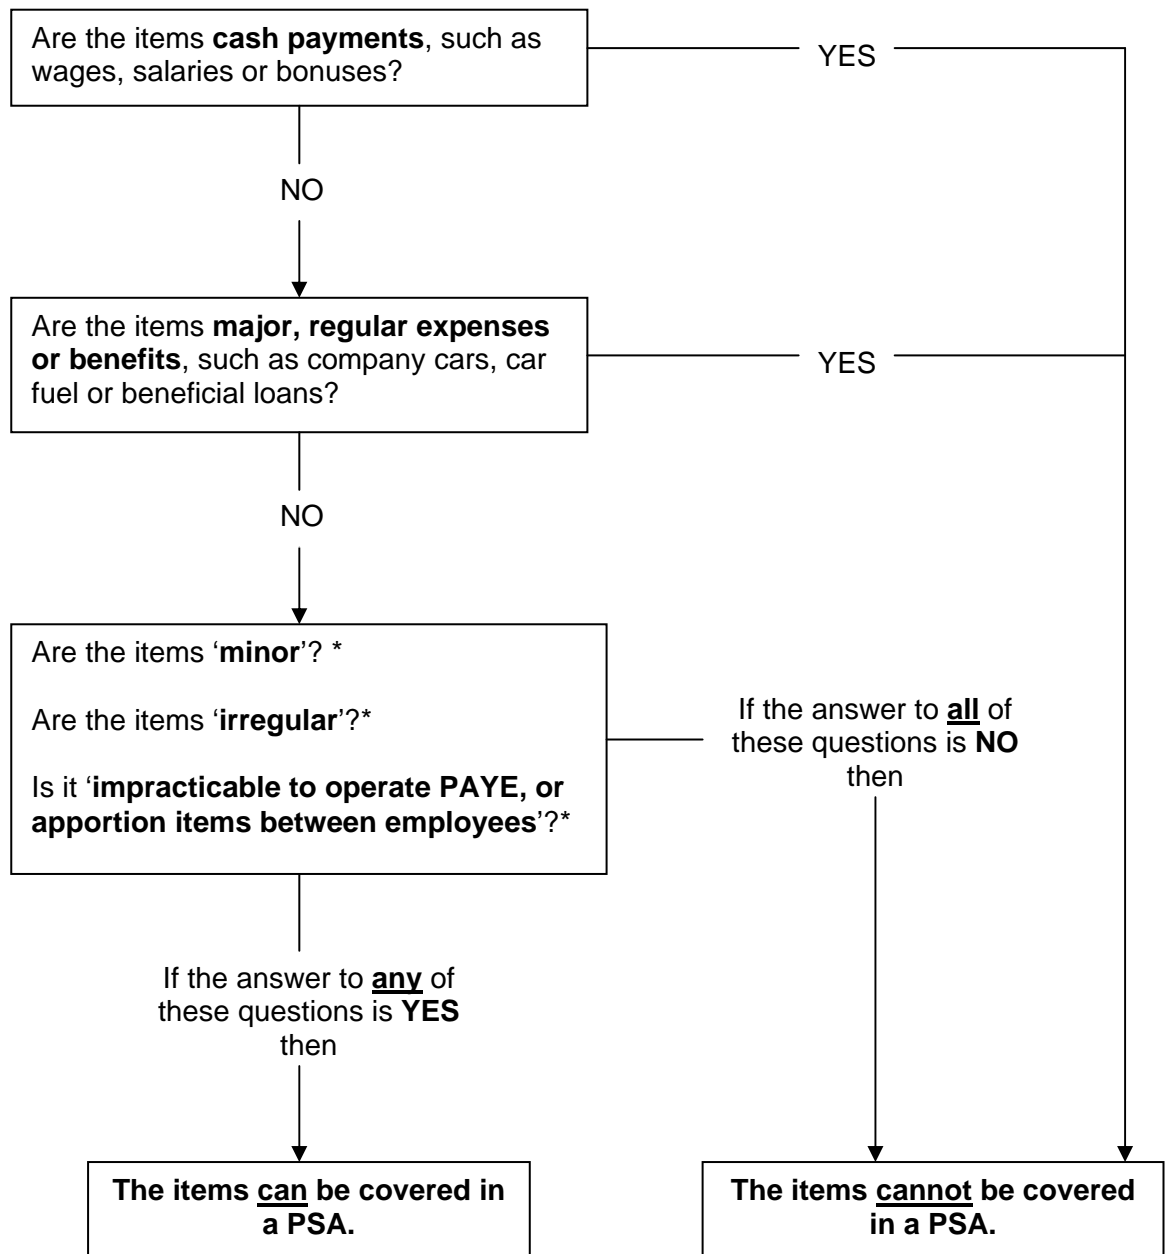 Are the items cash payments, such as
wages, salaries or bonuses?
YES
NO
Are the items major, regular expenses
or benefits, such as company cars, car
fuel or beneficial loans?
YES
NO
Are the items ‘minor’? *
Are the items ‘irregular’?*
Is it ‘impracticable to operate PAYE, or
apportion items between employees’?*
If the answer to all of
these questions is NO
then
If the answer to any of
these questions is YES
then
The items can be covered in
a PSA.
The items cannot be covered
in a PSA.